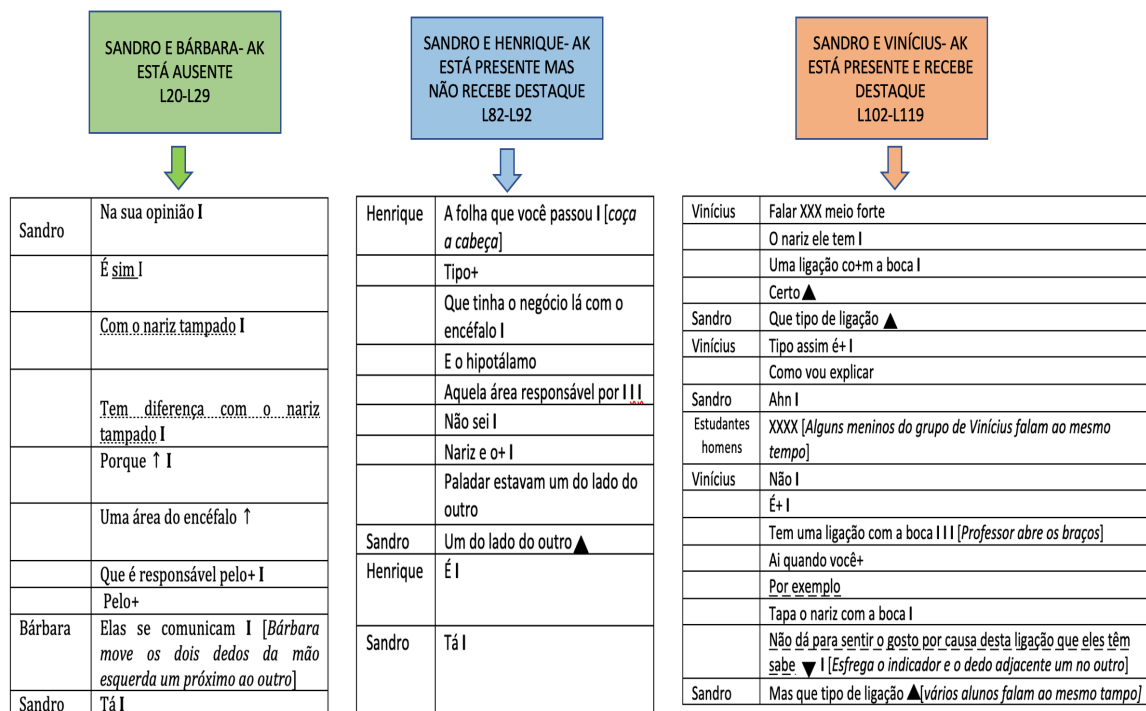 SANDRO E BÁRBARA- AK
ESTÁ AUSENTE
L20-L29
SANDRO E HENRIQUE- AK
ESTÁ PRESENTE MAS
NÃO RECEBE DESTAQUE
L82-L92
SANDRO E VINÍCIUS- AK
ESTÁ PRESENTE E RECEBE
DESTAQUE
L102-L119
Sandro
Na sua opinião I
É sim I
Com o nariz tampado I
Tem diferença com o nariz
tampado I
Porque ↑ I
Uma área do encéfalo ↑
Que é responsável pelo+ I
Pelo+
Bárbara
Elas se comunicam I [Bárbara
move os dois dedos da mão
esquerda um próximo ao outro]
Sandro
Tá I
Henrique
A folha que você passou I [coça
a cabeça]
Tipo+
Que tinha o negócio lá com o
encéfalo I
E o hipotálamo
Aquela área responsável por I I I
Não sei I
Nariz e o+ I
Paladar estavam um do lado do
outro
Sandro
Um do lado do outro ▲
Henrique
É I
Sandro
Tá I
Vinícius
Falar XXX meio forte
O nariz ele tem I
Uma ligação co+m a boca I
Certo ▲
Sandro
Que tipo de ligação ▲
Vinícius
Tipo assim é+ I
Como vou explicar
Sandro
Ahn I
Estudantes
homens
XXXX [Alguns meninos do grupo de Vinícius falam ao mesmo
tempo]
Vinícius
Não I
É+ I
Tem uma ligação com a boca I I I [Professor abre os braços]
Ai quando você+
Por exemplo
Tapa o nariz com a boca I
Não dá para sentir o gosto por causa desta ligação que eles têm
sabe ▼ I [Esfrega o indicador e o dedo adjacente um no outro]
Sandro
Mas que tipo de ligação ▲[vários alunos falam ao mesmo tampo]